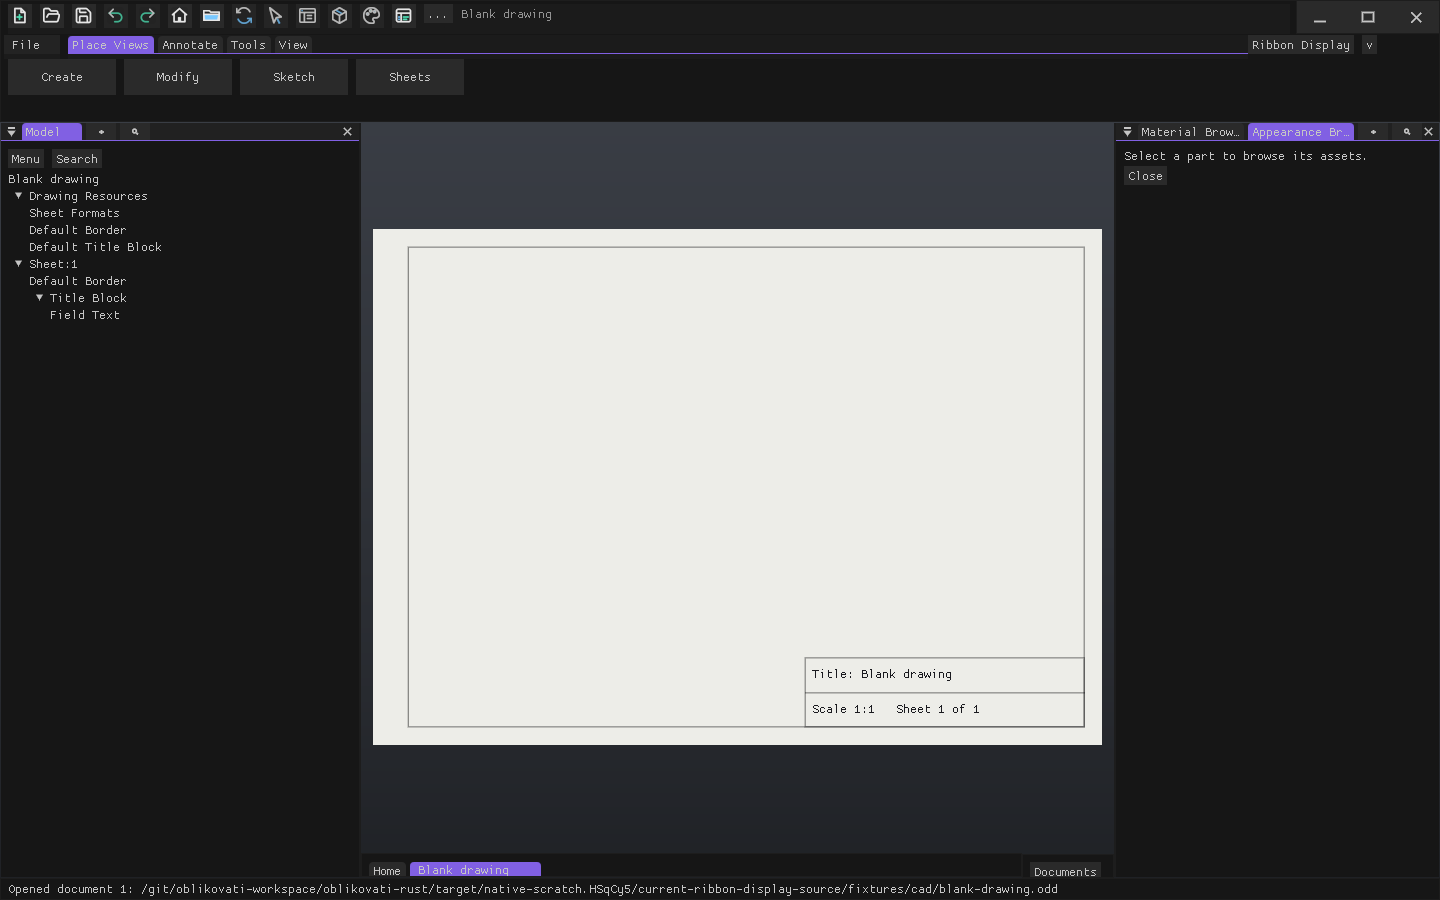 ... Blank drawing
File Place Views Annotate Tools View Ribbon Display v
Create Modify Sketch Sheets
Model Material Brow… Appearance Br…
Menu Search
Select a part to browse its assets.
Close
Blank drawing
Drawing Resources
Sheet Formats
Default Border
Default Title Block
Sheet:1
Default Border
Title Block
Field Text
Title: Blank drawing
Scale 1:1 Sheet 1 of 1
Home Blank drawing Documents
Opened document 1: /git/oblikovati-workspace/oblikovati-rust/target/native-scratch.HSqCy5/current-ribbon-display-source/fixtures/cad/blank-drawing.odd